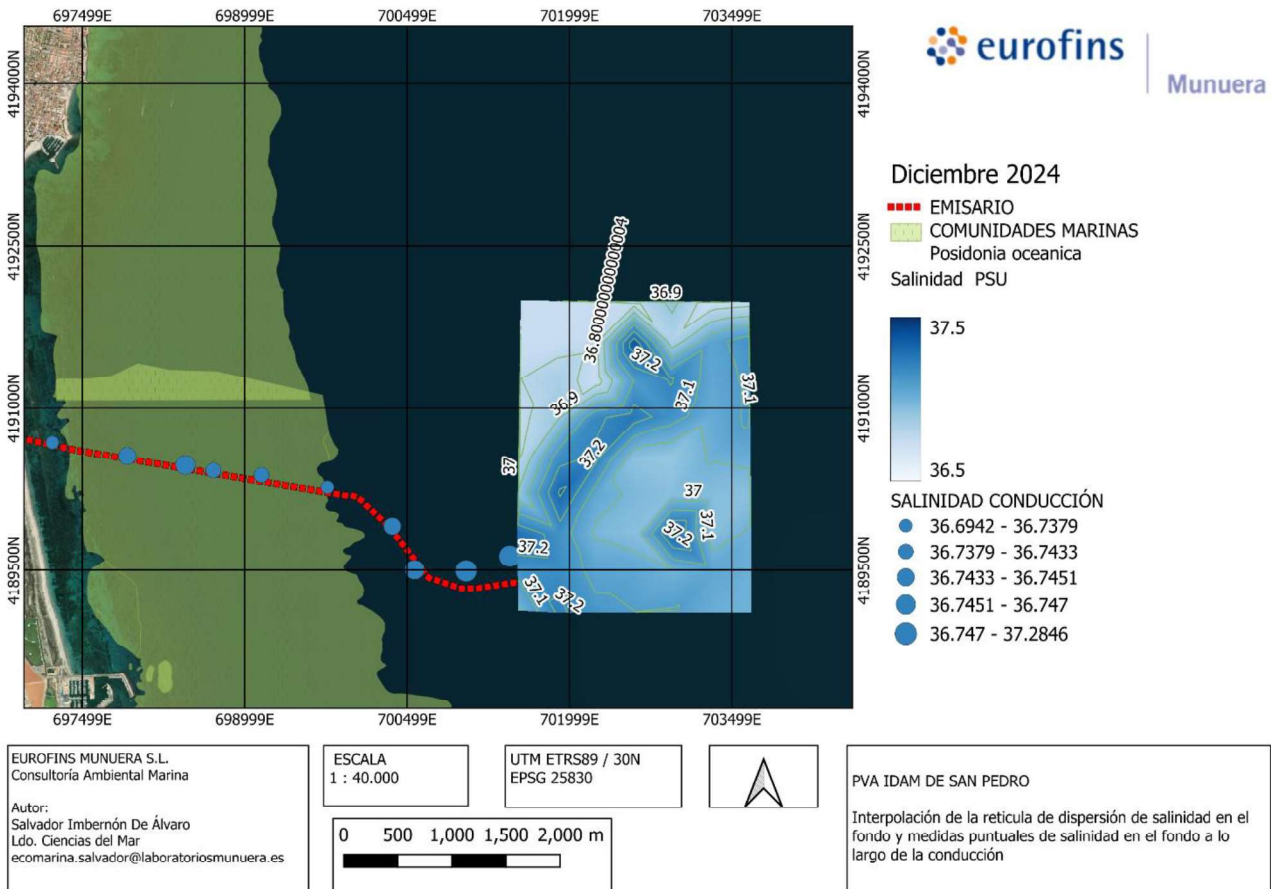 697499E 698999E 700499E 701999E 703499E
4194000N
4192500N
4191000N
4189500N
4194000N
4192500N
4191000N
4189500N
36.800000000000004
36.9
37.2
36.9
37.1
37.1
37.2
37
37
37.1
37.2
37.2
37.1
37.2
697499E 698999E 700499E 701999E 703499E
eurofins
Munuera
Diciembre 2024
EMISARIO
COMUNIDADES MARINAS
Posidonia oceanica
Salinidad PSU
37.5
36.5
SALINIDAD CONDUCCIÓN
36.6942 - 36.7379
36.7379 - 36.7433
36.7433 - 36.7451
36.7451 - 36.747
36.747 - 37.2846
EUROFINS MUNUERA S.L.
Consultoría Ambiental Marina
Autor:
Salvador Imbernón De Álvaro
Ldo. Ciencias del Mar
ecomarina.salvador@laboratoriosmunuera.es
ESCALA
1 : 40.000
UTM ETRS89 / 30N
EPSG 25830
0 500 1,000 1,500 2,000 m
PVA IDAM DE SAN PEDRO
Interpolación de la reticula de dispersión de salinidad en el
fondo y medidas puntuales de salinidad en el fondo a lo
largo de la conducción